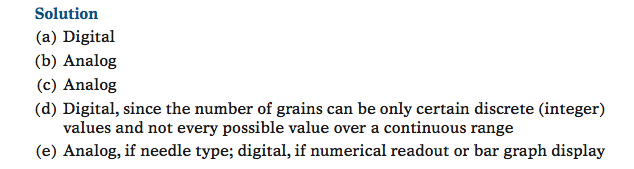 Solution
(a) Digital
(b) Analog
(c) Analog
(d) Digital, since the number of grains can be only certain discrete (integer)
values and not every possible value over a continuous range
(e) Analog, if needle type; digital, if numerical readout or bar graph display